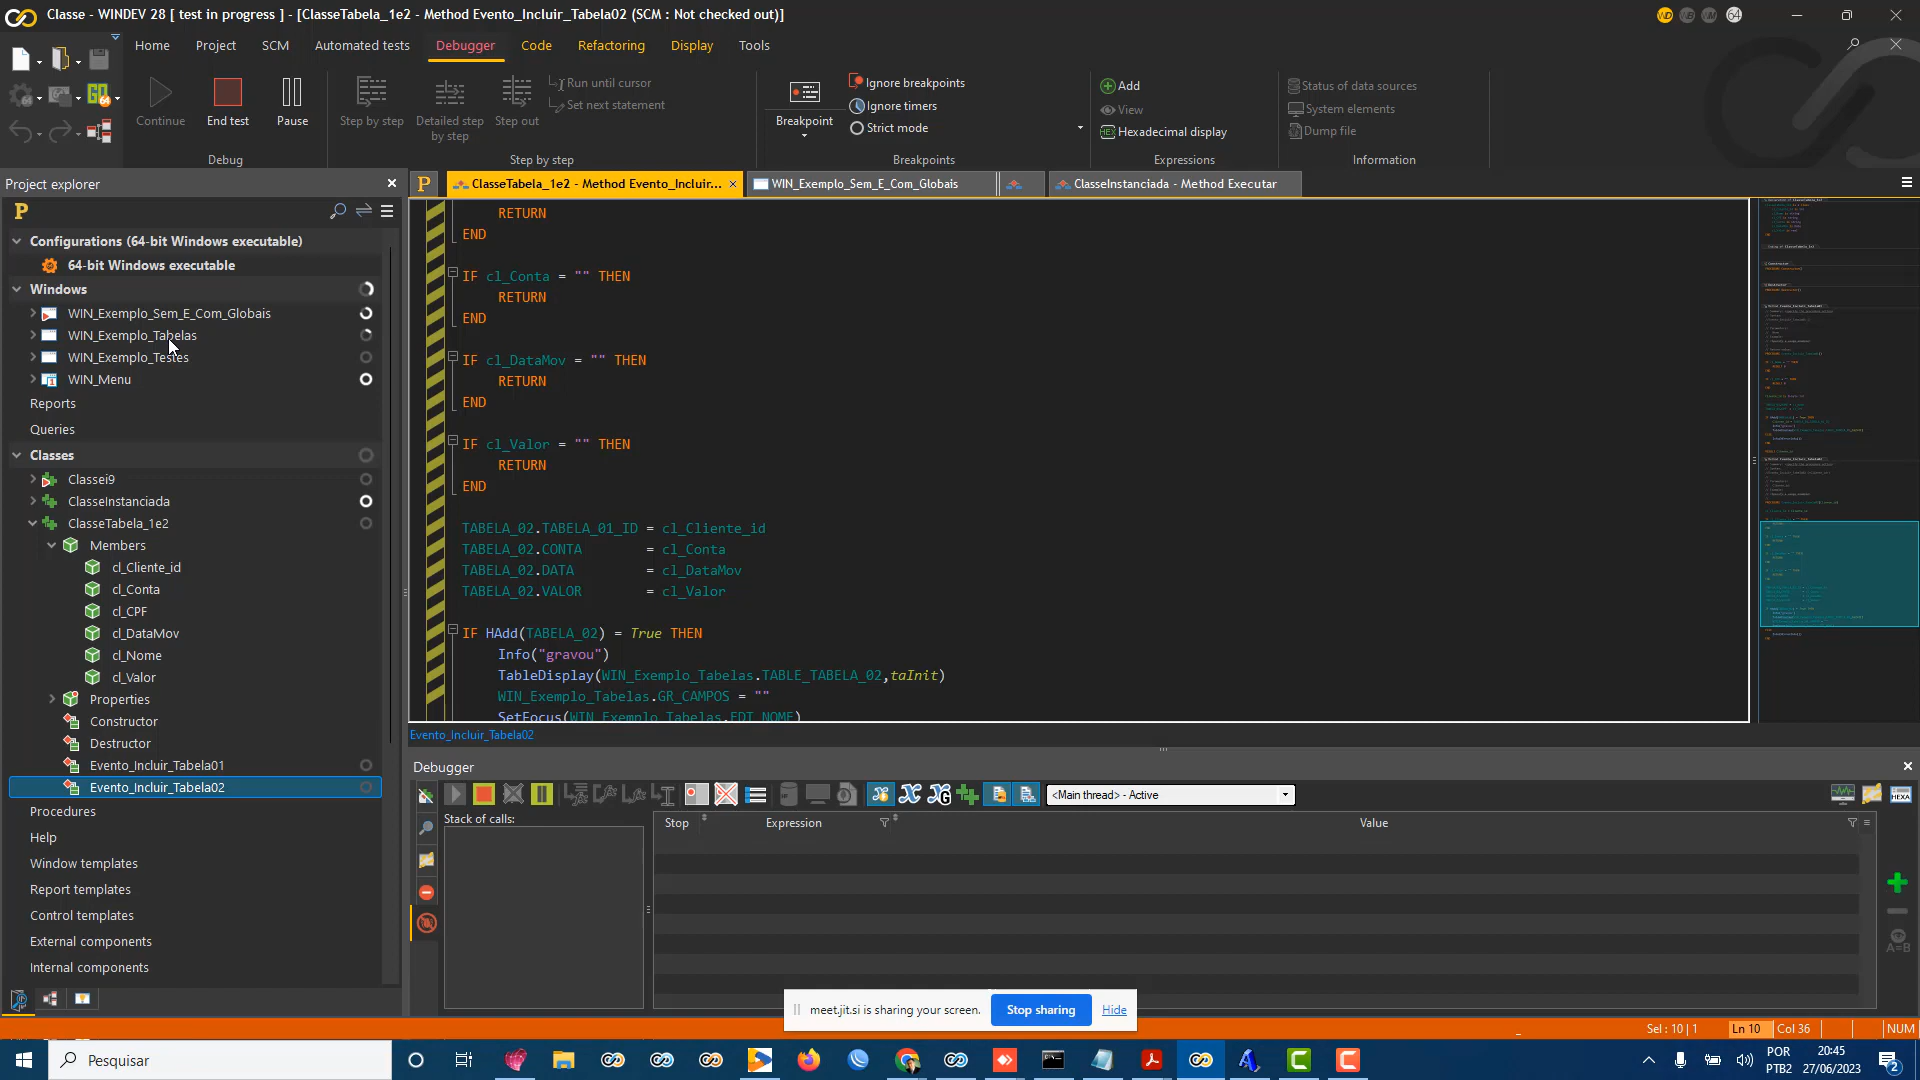 Classe - WINDEV 28 [ test in progress ] - [ClasseTabela_1e2 - Method Evento_Incluir_Tabela02 (SCM : Not checked out)]
64
Home Project SCM Automated tests Debugger Code Refactoring Display Tools
Continue End test Pause
Step by step Detailed step by step Step out
Run until cursor
Set next statement
Breakpoint
Ignore breakpoints
Ignore timers
Strict mode
Add
View
Hexadecimal display
Status of data sources
System elements
Dump file
Debug Step by step Breakpoints Expressions Information
Project explorer
ClasseTabela_1e2 - Method Evento_Incluir... WIN_Exemplo_Sem_E_Com_Globais ClasseInstanciada - Method Executar
Configurations (64-bit Windows executable)
64-bit Windows executable
Windows
WIN_Exemplo_Sem_E_Com_Globais
WIN_Exemplo_Tabelas
WIN_Exemplo_Testes
WIN_Menu
Reports
Queries
Classes
Classei9
ClasseInstanciada
ClasseTabela_1e2
Members
cl_Cliente_id
cl_Conta
cl_CPF
cl_DataMov
cl_Nome
cl_Valor
Properties
Constructor
Destructor
Evento_Incluir_Tabela01
Evento_Incluir_Tabela02
Procedures
Help
Window templates
Report templates
Control templates
External components
Internal components
RETURN
END
IF cl_Conta = "" THEN
RETURN
END
IF cl_DataMov = "" THEN
RETURN
END
IF cl_Valor = "" THEN
RETURN
END
TABELA_02.TABELA_01_ID = cl_Cliente_id
TABELA_02.CONTA = cl_Conta
TABELA_02.DATA = cl_DataMov
TABELA_02.VALOR = cl_Valor
IF HAdd(TABELA_02) = True THEN
Info("gravou")
TableDisplay(WIN_Exemplo_Tabelas.TABLE_TABELA_02,taInit)
WIN_Exemplo_Tabelas.GR_CAMPOS = ""
SetFocus(WIN_Exemplo_Tabelas.EDT_NOME)
Evento_Incluir_Tabela02
Debugger
<Main thread> - Active
Stack of calls:
Stop Expression Value
meet.jit.si is sharing your screen. Stop sharing Hide
Sel : 10 | 1 Ln 10 Col 36 NUM
Pesquisar
POR
PTB2
20:45
27/06/2023
2